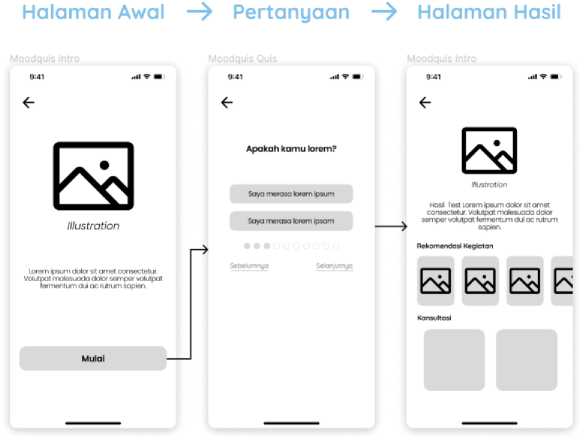 Halaman Awal → Pertanyaan → Halaman Hasil
Moodquis Intro
9:41
Illustration
Lorem ipsum dolor sit amet consectetur.
Volutpat malesuada dolor semper volutpat
fermentum dui ac rutrum sapien.
Mulai
Moodquis Quis
9:41
Apakah kamu lorem?
Saya merasa lorem ipsum
Saya merasa lorem ipsam
Sebelumnya
Selanjutnya
Moodquis Intro
9:41
Illustration
Hasil Test Lorem ipsum dolor sit amet
consectetur. Volutpat malesuada dolor
semper volutpat fermentum dui ac rutrum
sapien.
Rekomendasi Kegiatan
Konsultasi